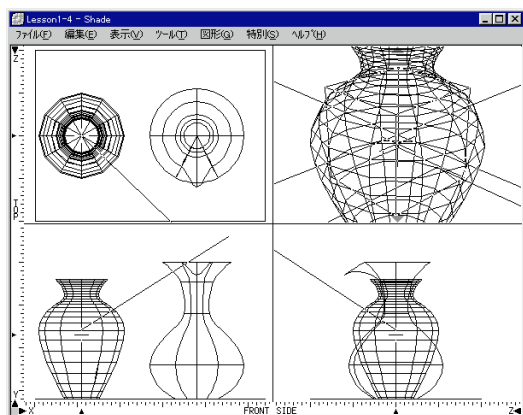 Lesson1-4 - Shade
ファイル(F) 編集(E) 表示(V) ツール(T) 図形(G) 特別(S) ヘルプ(H)
Z
TOP
Y
X FRONT SIDE Z